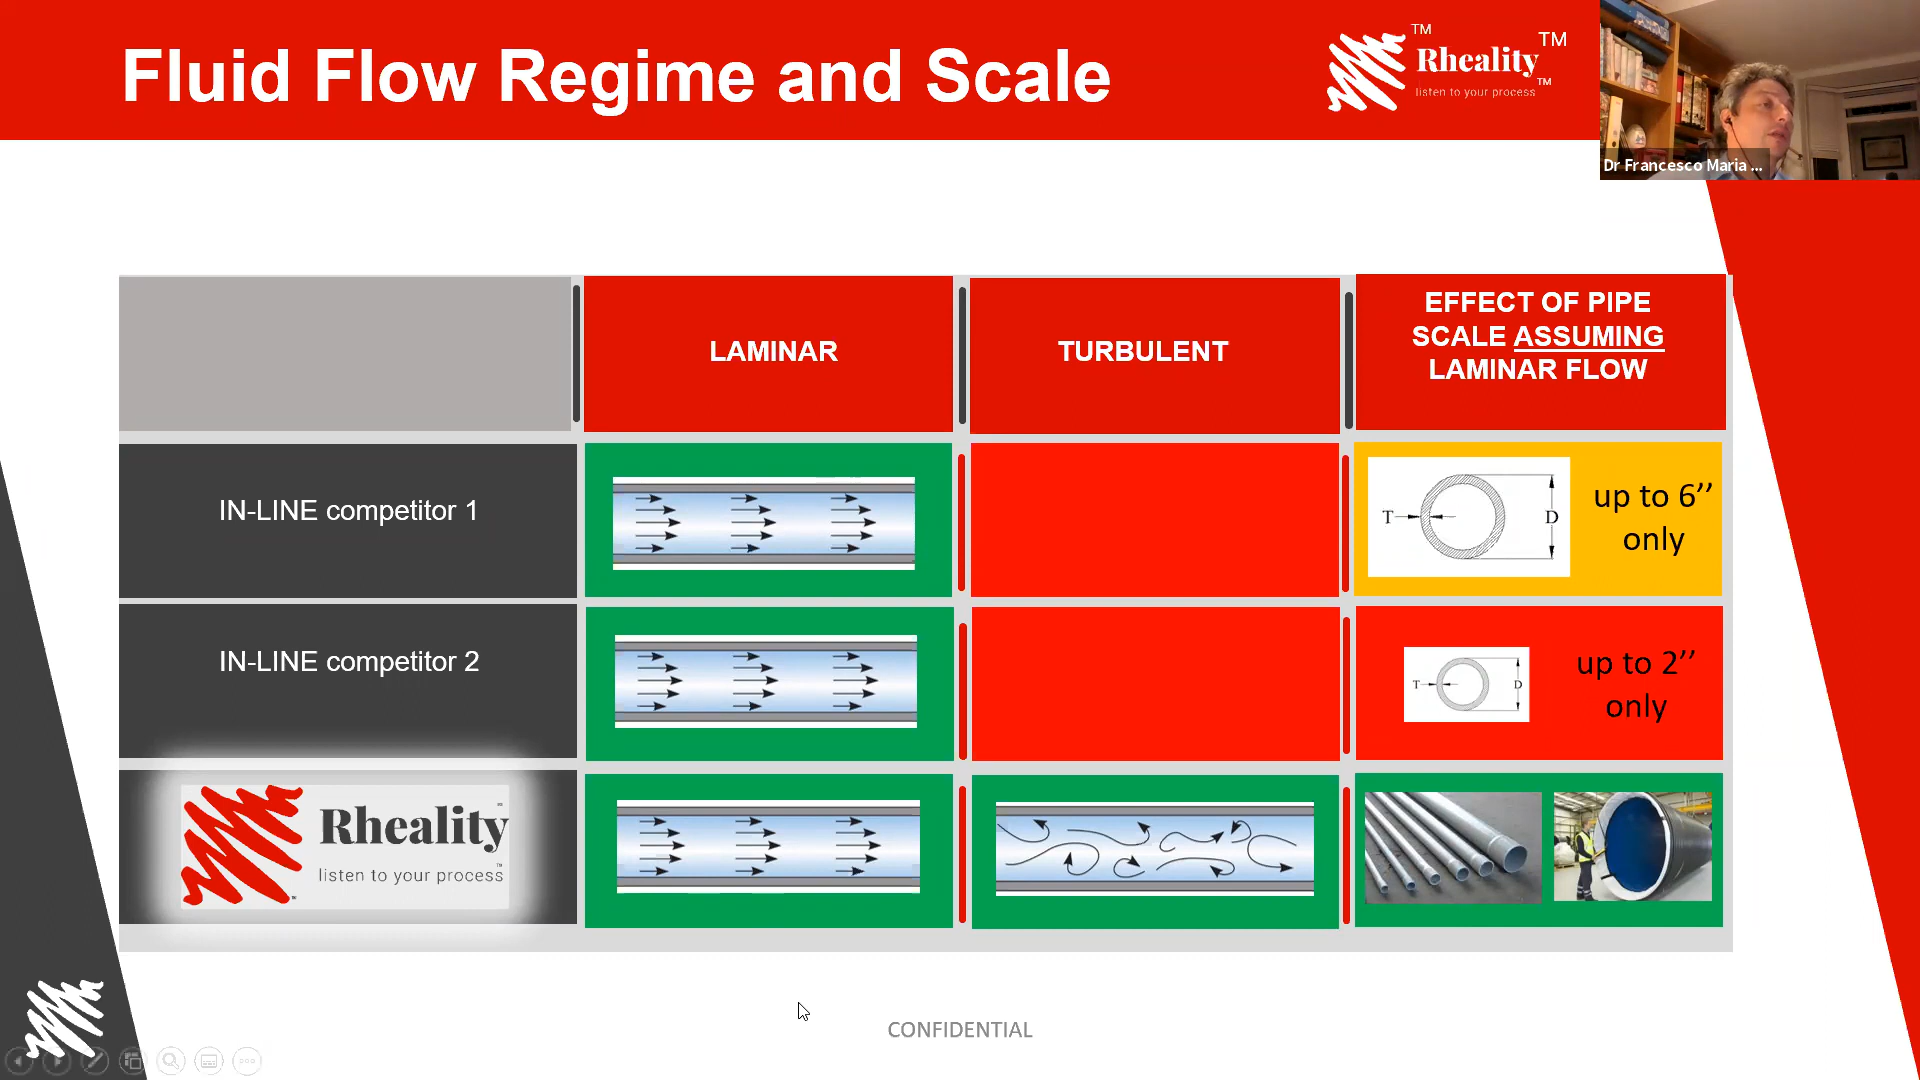 Fluid Flow Regime and Scale
TM
Rheality
TM
listen to your process
TM
Dr Francesco Maria ...
LAMINAR
TURBULENT
EFFECT OF PIPE
SCALE ASSUMING
LAMINAR FLOW
IN-LINE competitor 1
T
D
up to 6’’
only
IN-LINE competitor 2
T
D
up to 2’’
only
Rheality
listen to your process
TM
CONFIDENTIAL